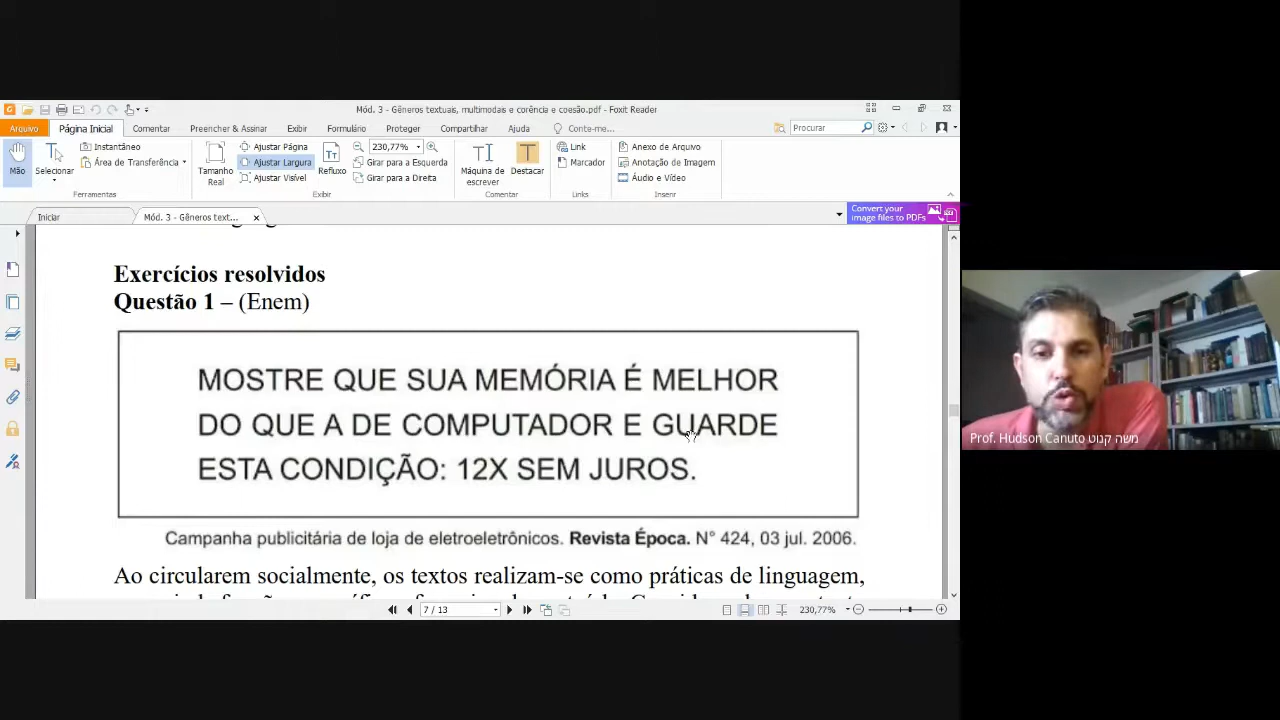 Mód. 3 - Gêneros textuais, multimodais e corência e coesão.pdf - Foxit Reader
Arquivo Página Inicial Comentar Preencher & Assinar Exibir Formulário Proteger Compartilhar Ajuda Conte-me... Procurar
Mão
Selecionar
Instantâneo
Área de Transferência
Ferramentas
Tamanho Real
Ajustar Página
Ajustar Largura
Ajustar Visível
Refluxo
230,77%
Girar para a Esquerda
Girar para a Direita
Exibir
Máquina de escrever
Destacar
Comentar
Link
Marcador
Links
Anexo de Arquivo
Anotação de Imagem
Áudio e Vídeo
Inserir
Iniciar
Mód. 3 - Gêneros text...
Convert your
image files to PDFs
Exercícios resolvidos
Questão 1 – (Enem)
MOSTRE QUE SUA MEMÓRIA É MELHOR
DO QUE A DE COMPUTADOR E GUARDE
ESTA CONDIÇÃO: 12X SEM JUROS.
Campanha publicitária de loja de eletroeletrônicos. Revista Época. N° 424, 03 jul. 2006.
Ao circularem socialmente, os textos realizam-se como práticas de linguagem,
7 / 13
230,77%
Prof. Hudson Canuto משה קנוט